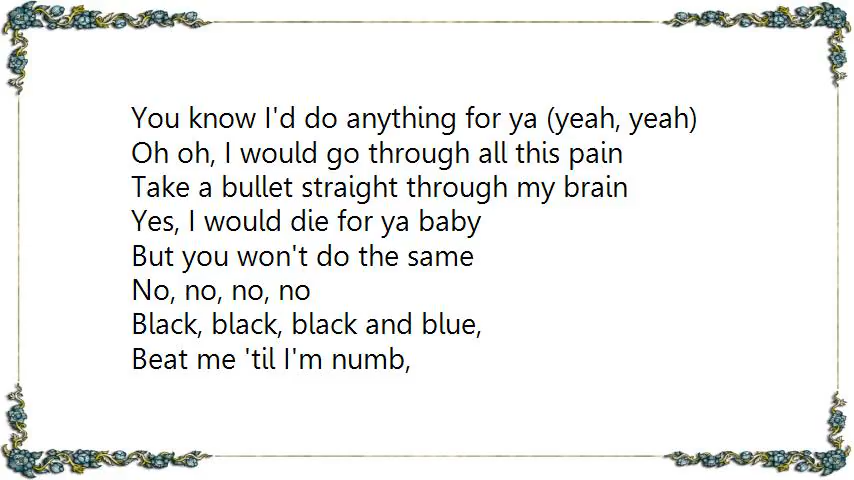 You know I'd do anything for ya (yeah, yeah)
Oh oh, I would go through all this pain
Take a bullet straight through my brain
Yes, I would die for ya baby
But you won't do the same
No, no, no, no
Black, black, black and blue,
Beat me 'til I'm numb,